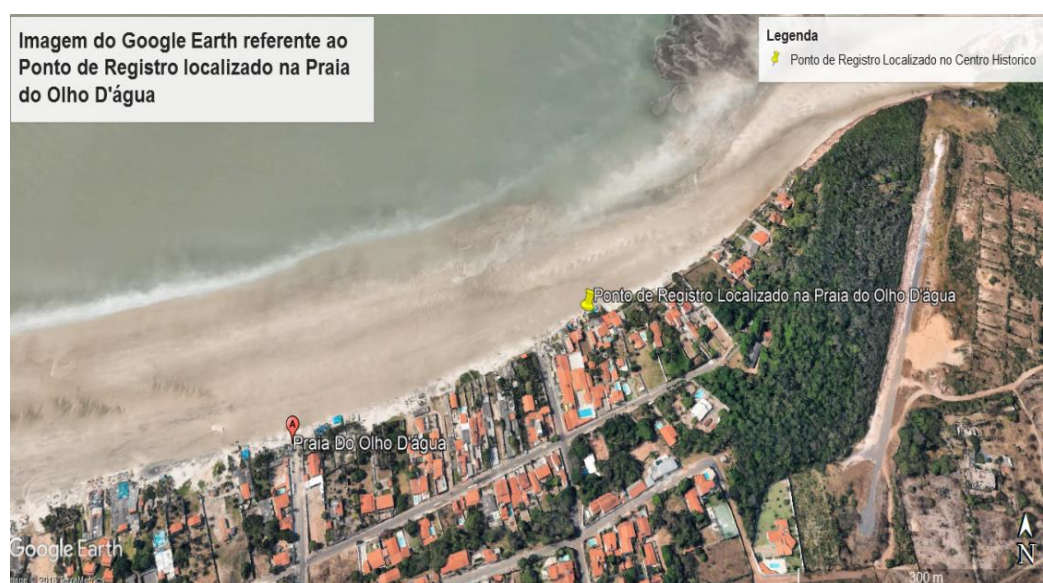 Imagem do Google Earth referente ao
Ponto de Registro localizado na Praia
do Olho D'água
Legenda
Ponto de Registro Localizado no Centro Historico
Ponto de Registro Localizado na Praia do Olho D'água
A
Praia Do Olho D'água
Google Earth
© 2018 TerraMetrics
300 m
N